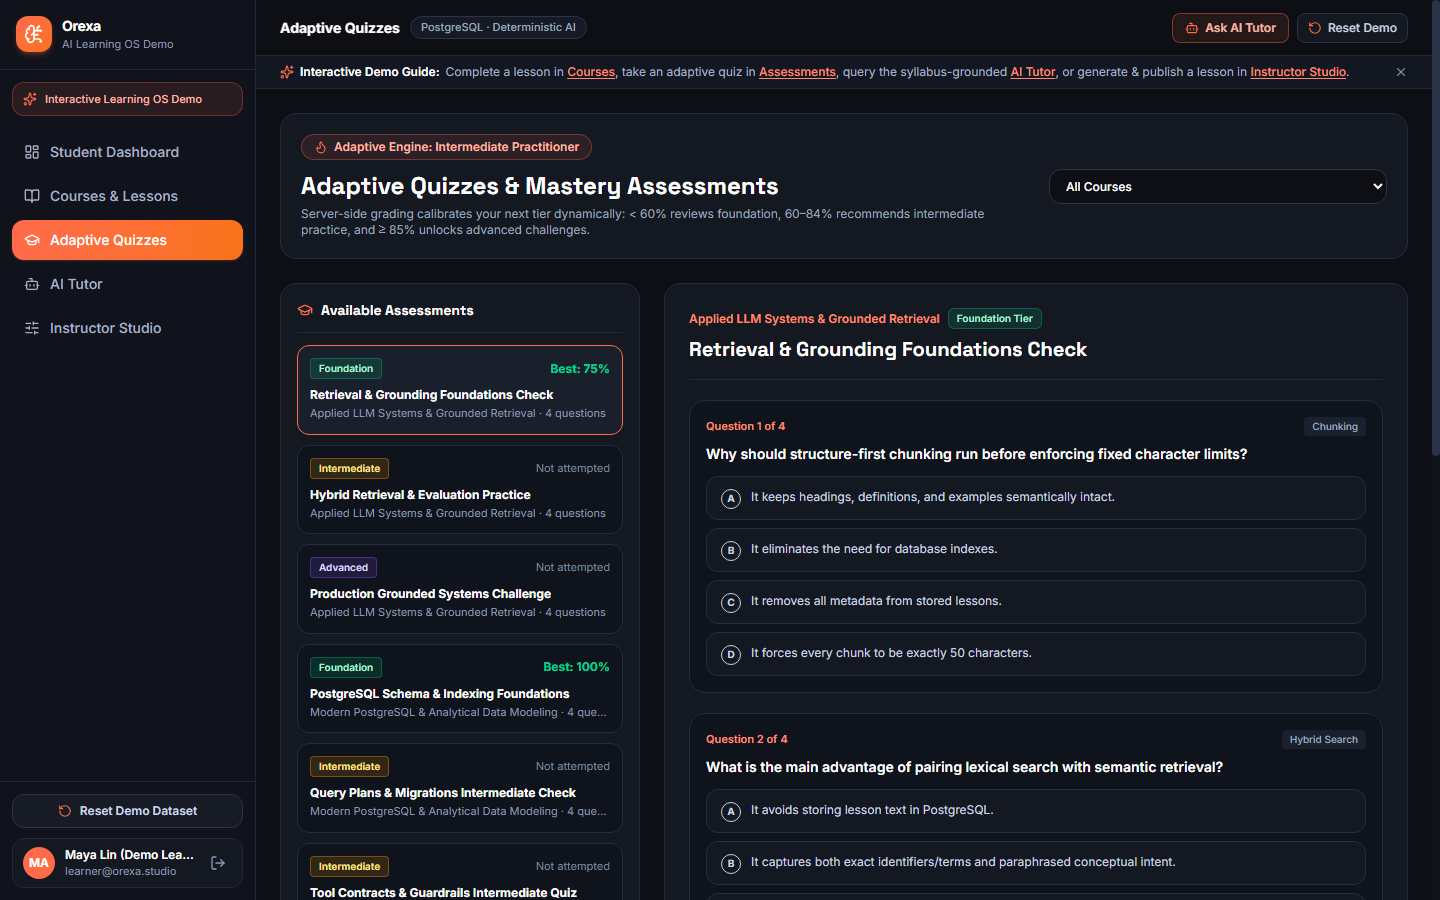 Orexa
AI Learning OS Demo
Interactive Learning OS Demo
Student Dashboard
Courses & Lessons
Adaptive Quizzes
AI Tutor
Instructor Studio
Reset Demo Dataset
MA
Maya Lin (Demo Lea...
learner@orexa.studio
Adaptive Quizzes
PostgreSQL · Deterministic AI
Ask AI Tutor
Reset Demo
Interactive Demo Guide: Complete a lesson in Courses, take an adaptive quiz in Assessments, query the syllabus-grounded AI Tutor, or generate & publish a lesson in Instructor Studio.
Adaptive Engine: Intermediate Practitioner
Adaptive Quizzes & Mastery Assessments
Server-side grading calibrates your next tier dynamically: < 60% reviews foundation, 60–84% recommends intermediate
practice, and ≥ 85% unlocks advanced challenges.
All Courses
Available Assessments
Foundation
Best: 75%
Retrieval & Grounding Foundations Check
Applied LLM Systems & Grounded Retrieval · 4 questions
Intermediate
Not attempted
Hybrid Retrieval & Evaluation Practice
Applied LLM Systems & Grounded Retrieval · 4 questions
Advanced
Not attempted
Production Grounded Systems Challenge
Applied LLM Systems & Grounded Retrieval · 4 questions
Foundation
Best: 100%
PostgreSQL Schema & Indexing Foundations
Modern PostgreSQL & Analytical Data Modeling · 4 que...
Intermediate
Not attempted
Query Plans & Migrations Intermediate Check
Modern PostgreSQL & Analytical Data Modeling · 4 que...
Intermediate
Not attempted
Tool Contracts & Guardrails Intermediate Quiz
Applied LLM Systems & Grounded Retrieval
Foundation Tier
Retrieval & Grounding Foundations Check
Question 1 of 4
Chunking
Why should structure-first chunking run before enforcing fixed character limits?
A It keeps headings, definitions, and examples semantically intact.
B It eliminates the need for database indexes.
C It removes all metadata from stored lessons.
D It forces every chunk to be exactly 50 characters.
Question 2 of 4
Hybrid Search
What is the main advantage of pairing lexical search with semantic retrieval?
A It avoids storing lesson text in PostgreSQL.
B It captures both exact identifiers/terms and paraphrased conceptual intent.